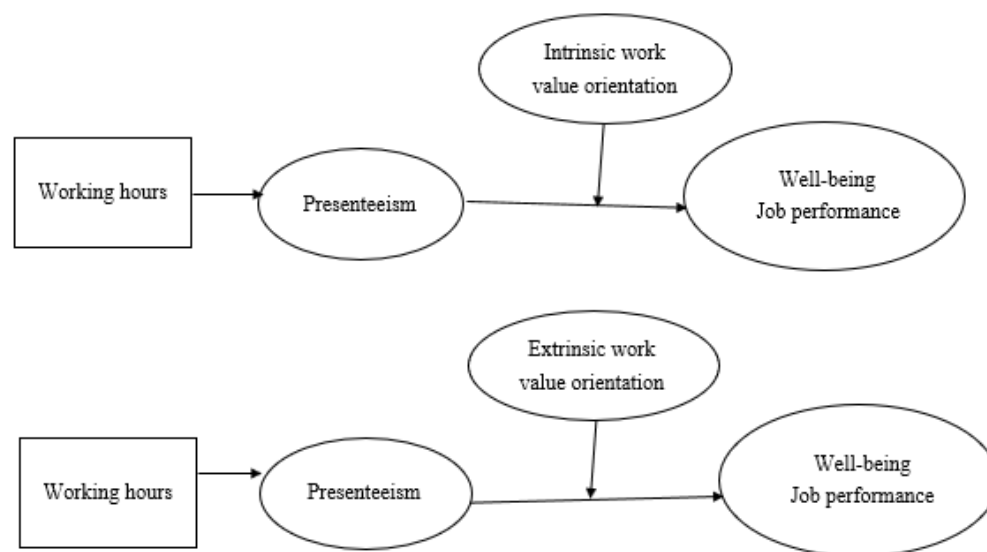 Intrinsic work
value orientation
Working hours
Presenteeism
Well-being
Job performance
Extrinsic work
value orientation
Working hours
Presenteeism
Well-being
Job performance